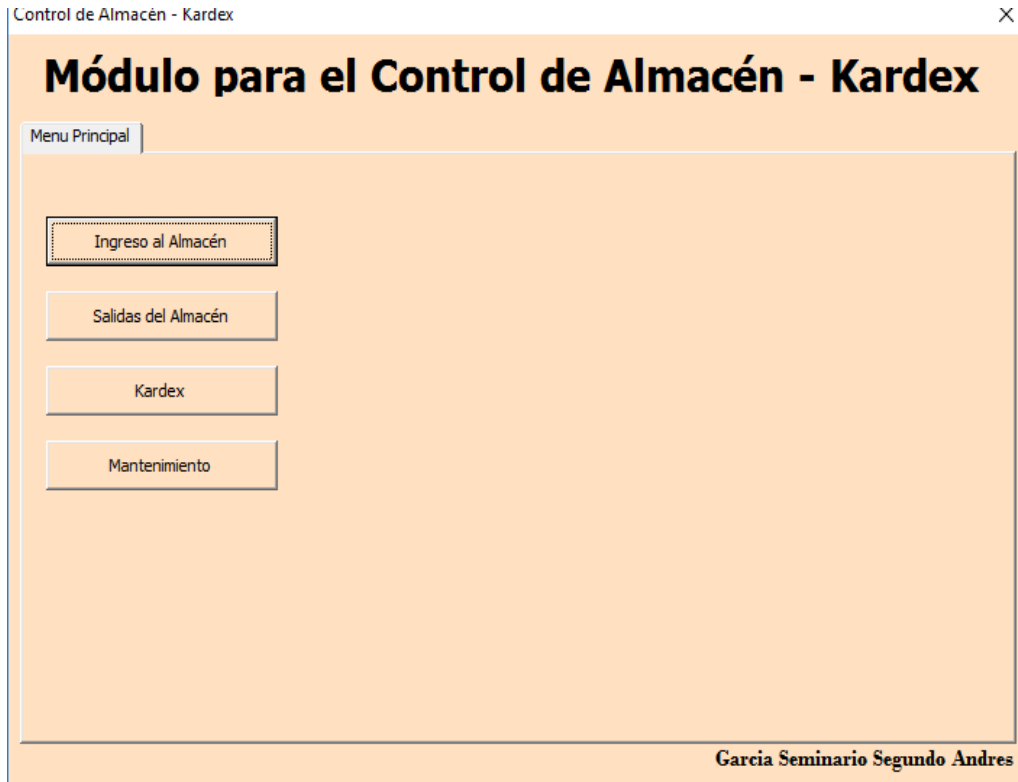 Control de Almacén - Kardex
Módulo para el Control de Almacén - Kardex
Menu Principal
Ingreso al Almacén
Salidas del Almacén
Kardex
Mantenimiento
Garcia Seminario Segundo Andres